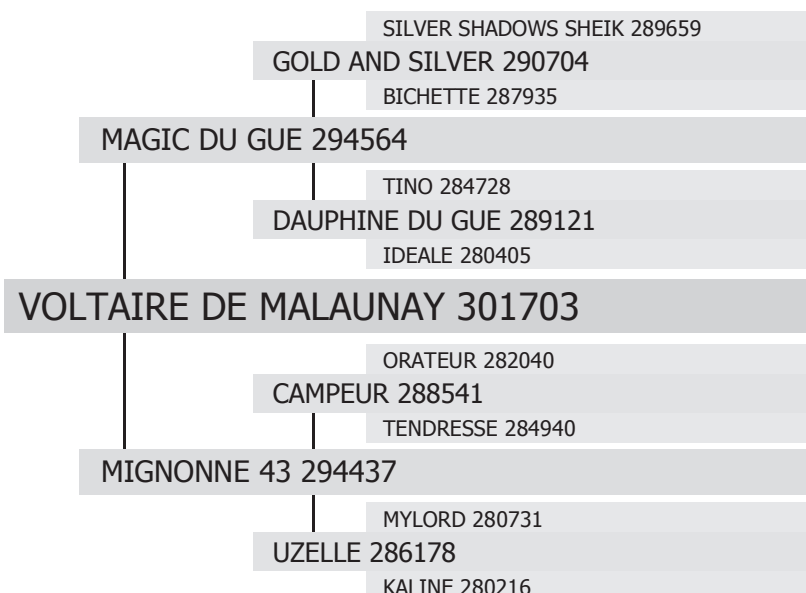 SILVER SHADOWS SHEIK 289659
GOLD AND SILVER 290704
BICHETTE 287935
MAGIC DU GUE 294564
TINO 284728
DAUPHINE DU GUE 289121
IDEALE 280405
VOLTAIRE DE MALAUNAY 301703
ORATEUR 282040
CAMPEUR 288541
TENDRESSE 284940
MIGNONNE 43 294437
MYLORD 280731
UZELLE 286178
KALINE 280216